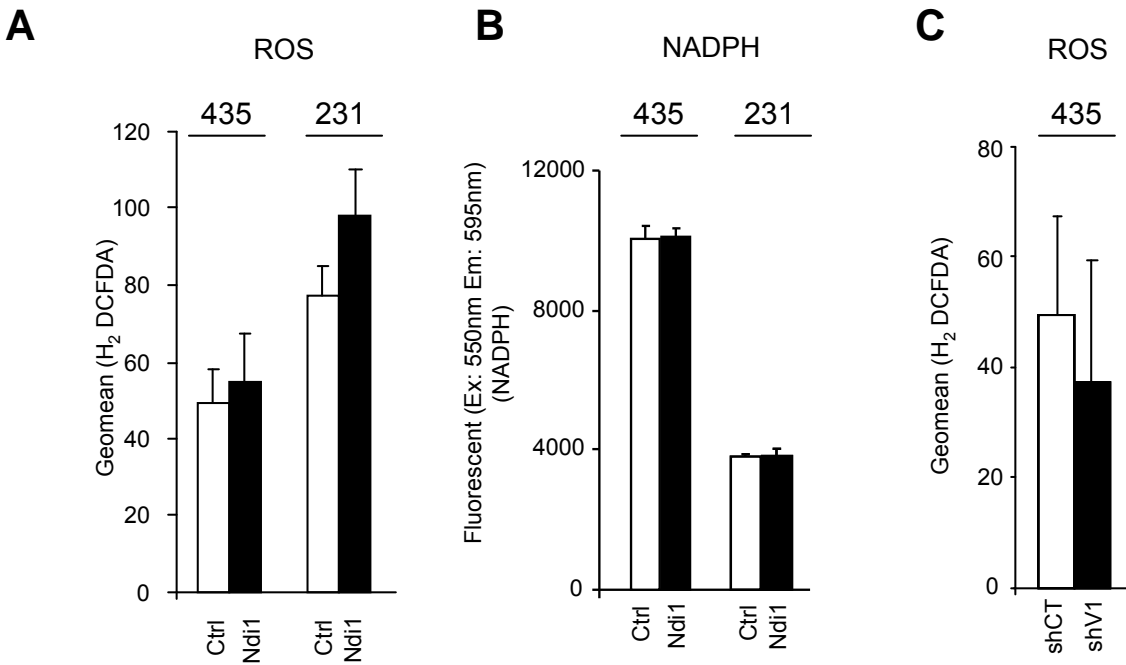 A
ROS
435 231
120
100
80
60
40
20
0
Geomean (H2 DCFDA)
Ctrl
Ndi1
Ctrl
Ndi1
B
NADPH
435 231
12000
8000
4000
0
Fluorescent (Ex: 550nm Em: 595nm)
(NADPH)
Ctrl
Ndi1
Ctrl
Ndi1
C
ROS
435
80
60
40
20
0
Geomean (H2 DCFDA)
shCT
shV1